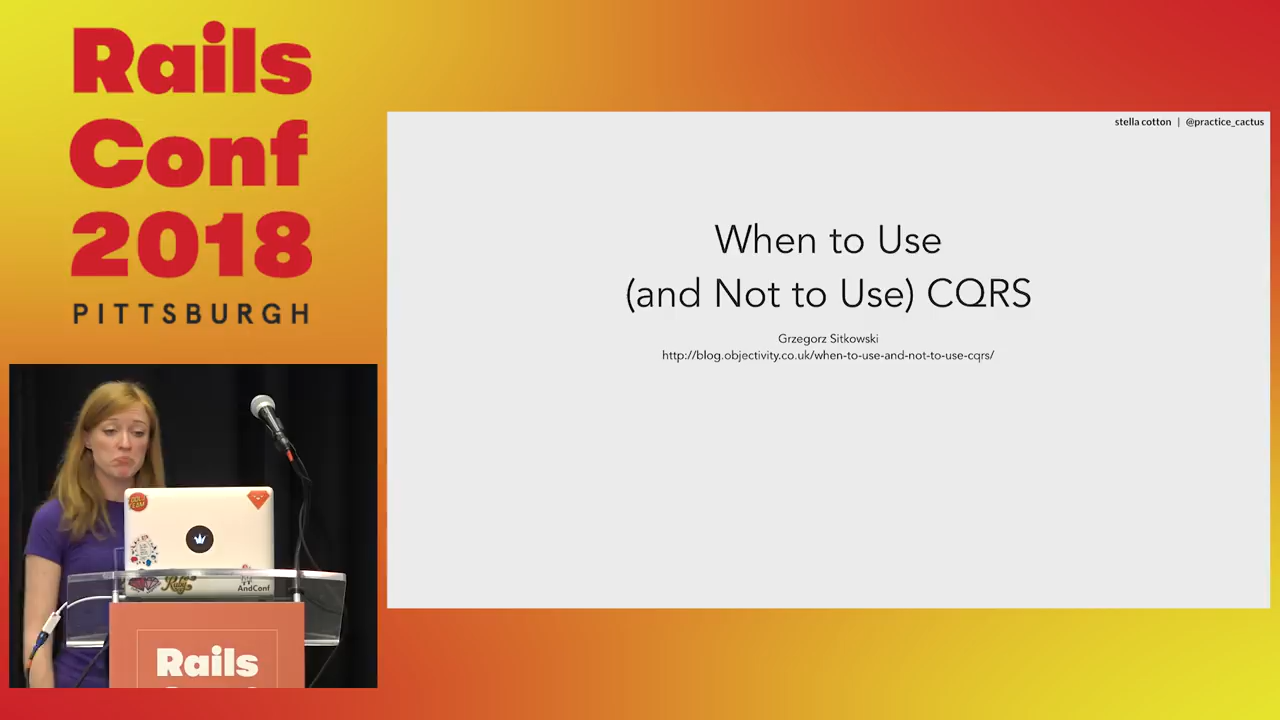 Rails
Conf
2018
PITTSBURGH
stella cotton | @practice_cactus
When to Use
(and Not to Use) CQRS
Grzegorz Sitkowski
http://blog.objectivity.co.uk/when-to-use-and-not-to-use-cqrs/
Ruby
AndConf
Rails